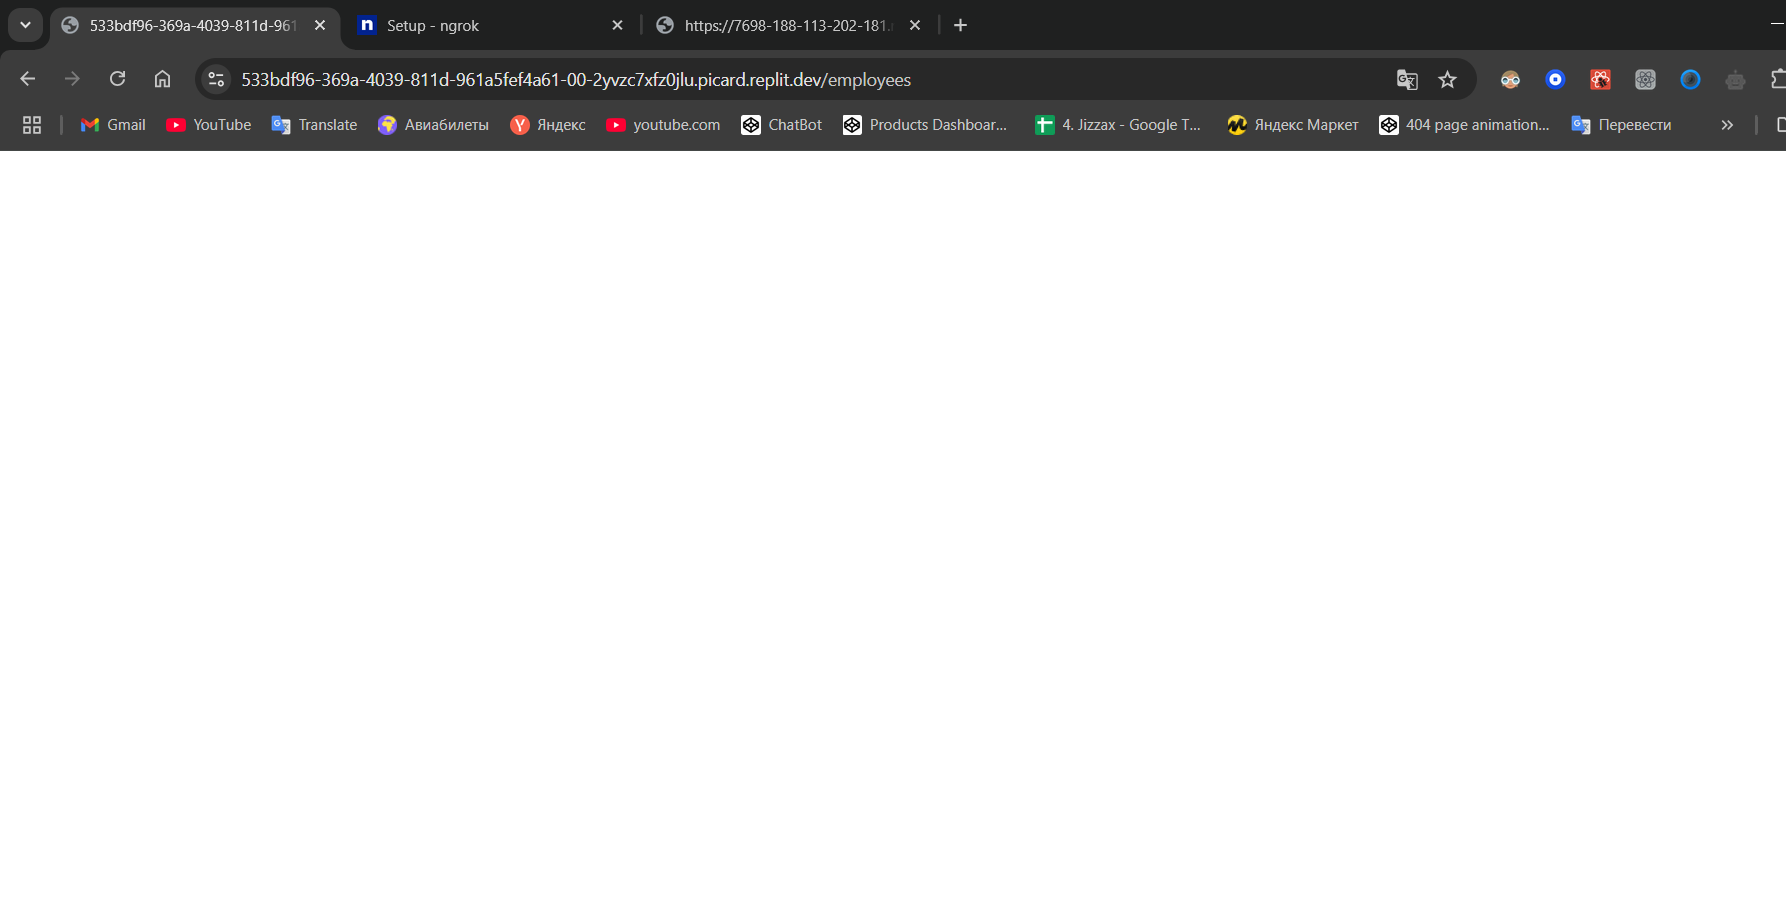 533bdf96-369a-4039-811d-961
Setup - ngrok
https://7698-188-113-202-181.
533bdf96-369a-4039-811d-961a5fef4a61-00-2yvzc7xfz0jlu.picard.replit.dev/employees
Gmail
YouTube
Translate
Авиабилеты
Яндекс
youtube.com
ChatBot
Products Dashboar...
4. Jizzax - Google T...
Яндекс Маркет
404 page animation...
Перевести